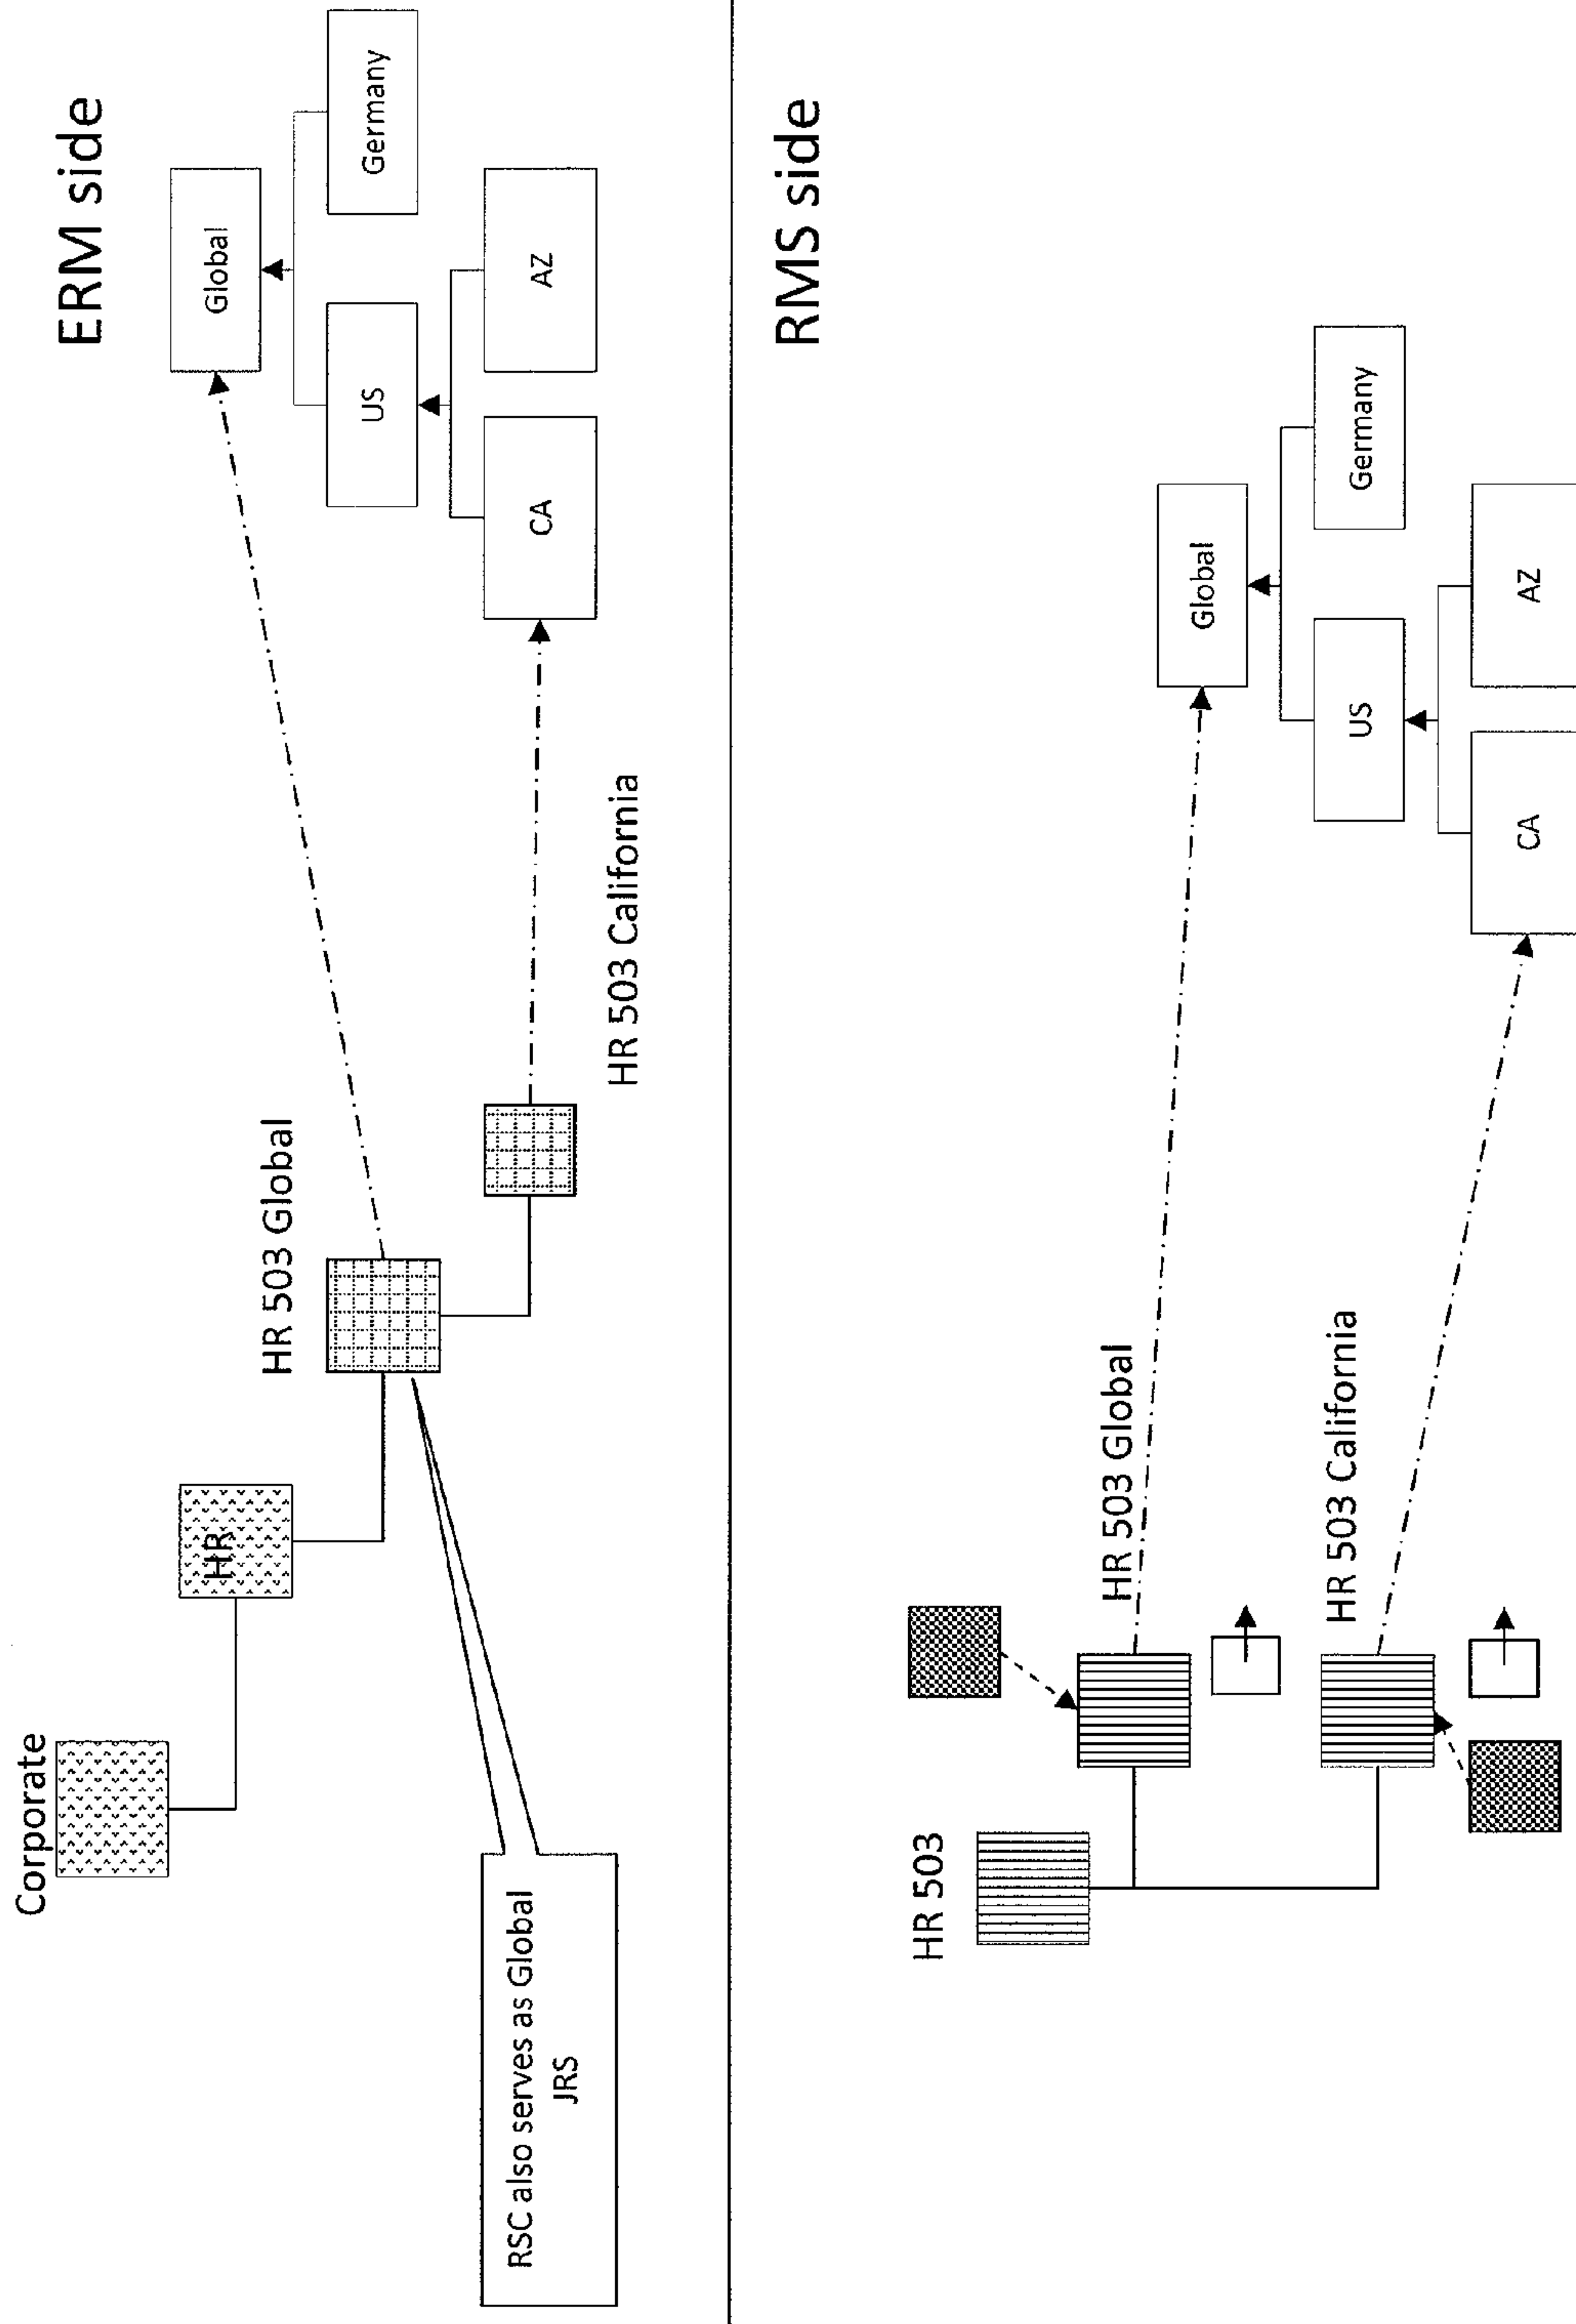 ERM side
Corporate
HR
HR 503 Global
HR 503 California
RSC also serves as Global
JRS
Global
US
Germany
CA
AZ
RMS side
HR 503
HR 503 Global
HR 503 California
Global
US
Germany
CA
AZ